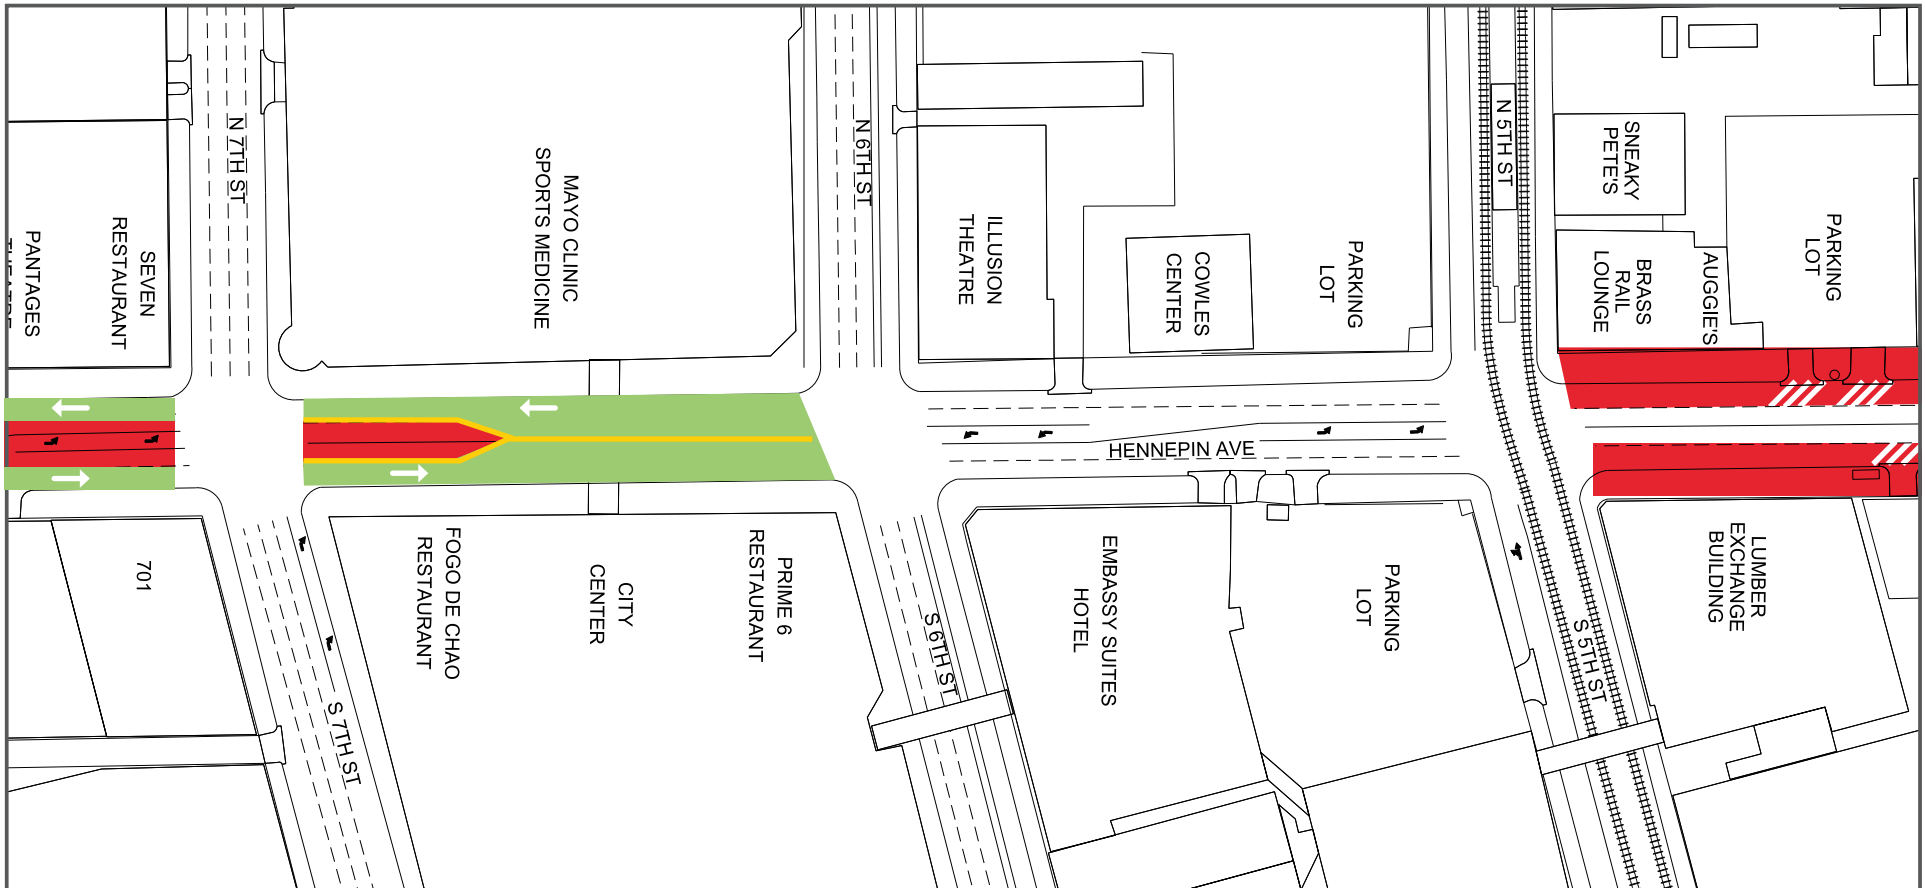 N 7TH ST
N 6TH ST
N 5TH ST
MAYO CLINIC
SPORTS MEDICINE
SEVEN
RESTAURANT
PANTAGES
ILLUSION
THEATRE
COWLES
CENTER
PARKING
LOT
SNEAKY
PETE'S
BRASS
RAIL
LOUNGE
AUGGIE'S
PARKING
LOT
HENNEPIN AVE
701
S 7TH ST
FOGO DE CHAO
RESTAURANT
CITY
CENTER
PRIME 6
RESTAURANT
S 6TH ST
EMBASSY SUITES
HOTEL
PARKING
LOT
S 5TH ST
LUMBER
EXCHANGE
BUILDING